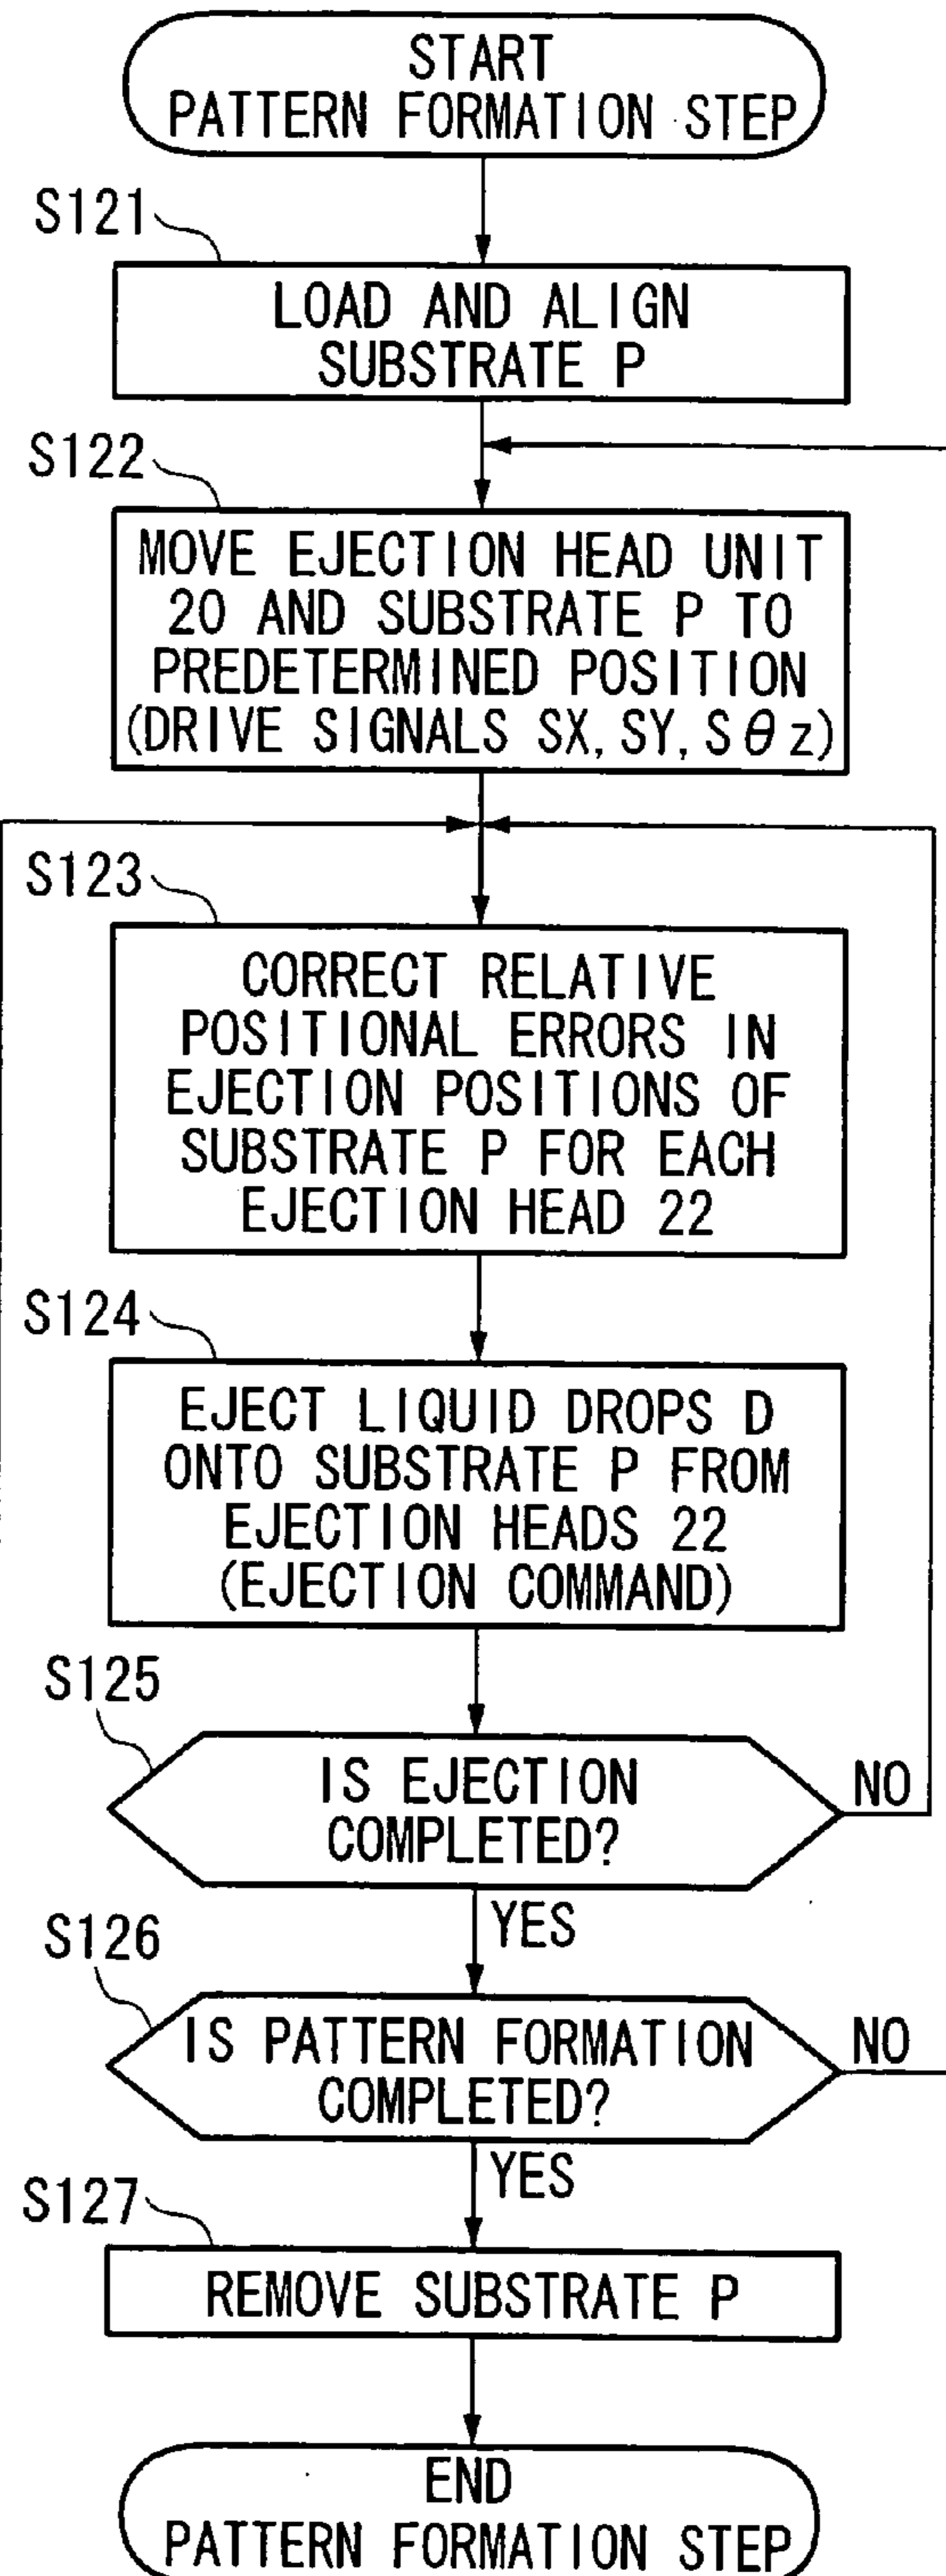 START
PATTERN FORMATION STEP
S121
LOAD AND ALIGN
SUBSTRATE P
S122
MOVE EJECTION HEAD UNIT
20 AND SUBSTRATE P TO
PREDETERMINED POSITION
(DRIVE SIGNALS SX, SY, Sθz)
S123
CORRECT RELATIVE
POSITIONAL ERRORS IN
EJECTION POSITIONS OF
SUBSTRATE P FOR EACH
EJECTION HEAD 22
S124
EJECT LIQUID DROPS D
ONTO SUBSTRATE P FROM
EJECTION HEADS 22
(EJECTION COMMAND)
S125
IS EJECTION
COMPLETED?
NO
YES
S126
IS PATTERN FORMATION
COMPLETED?
NO
YES
S127
REMOVE SUBSTRATE P
END
PATTERN FORMATION STEP